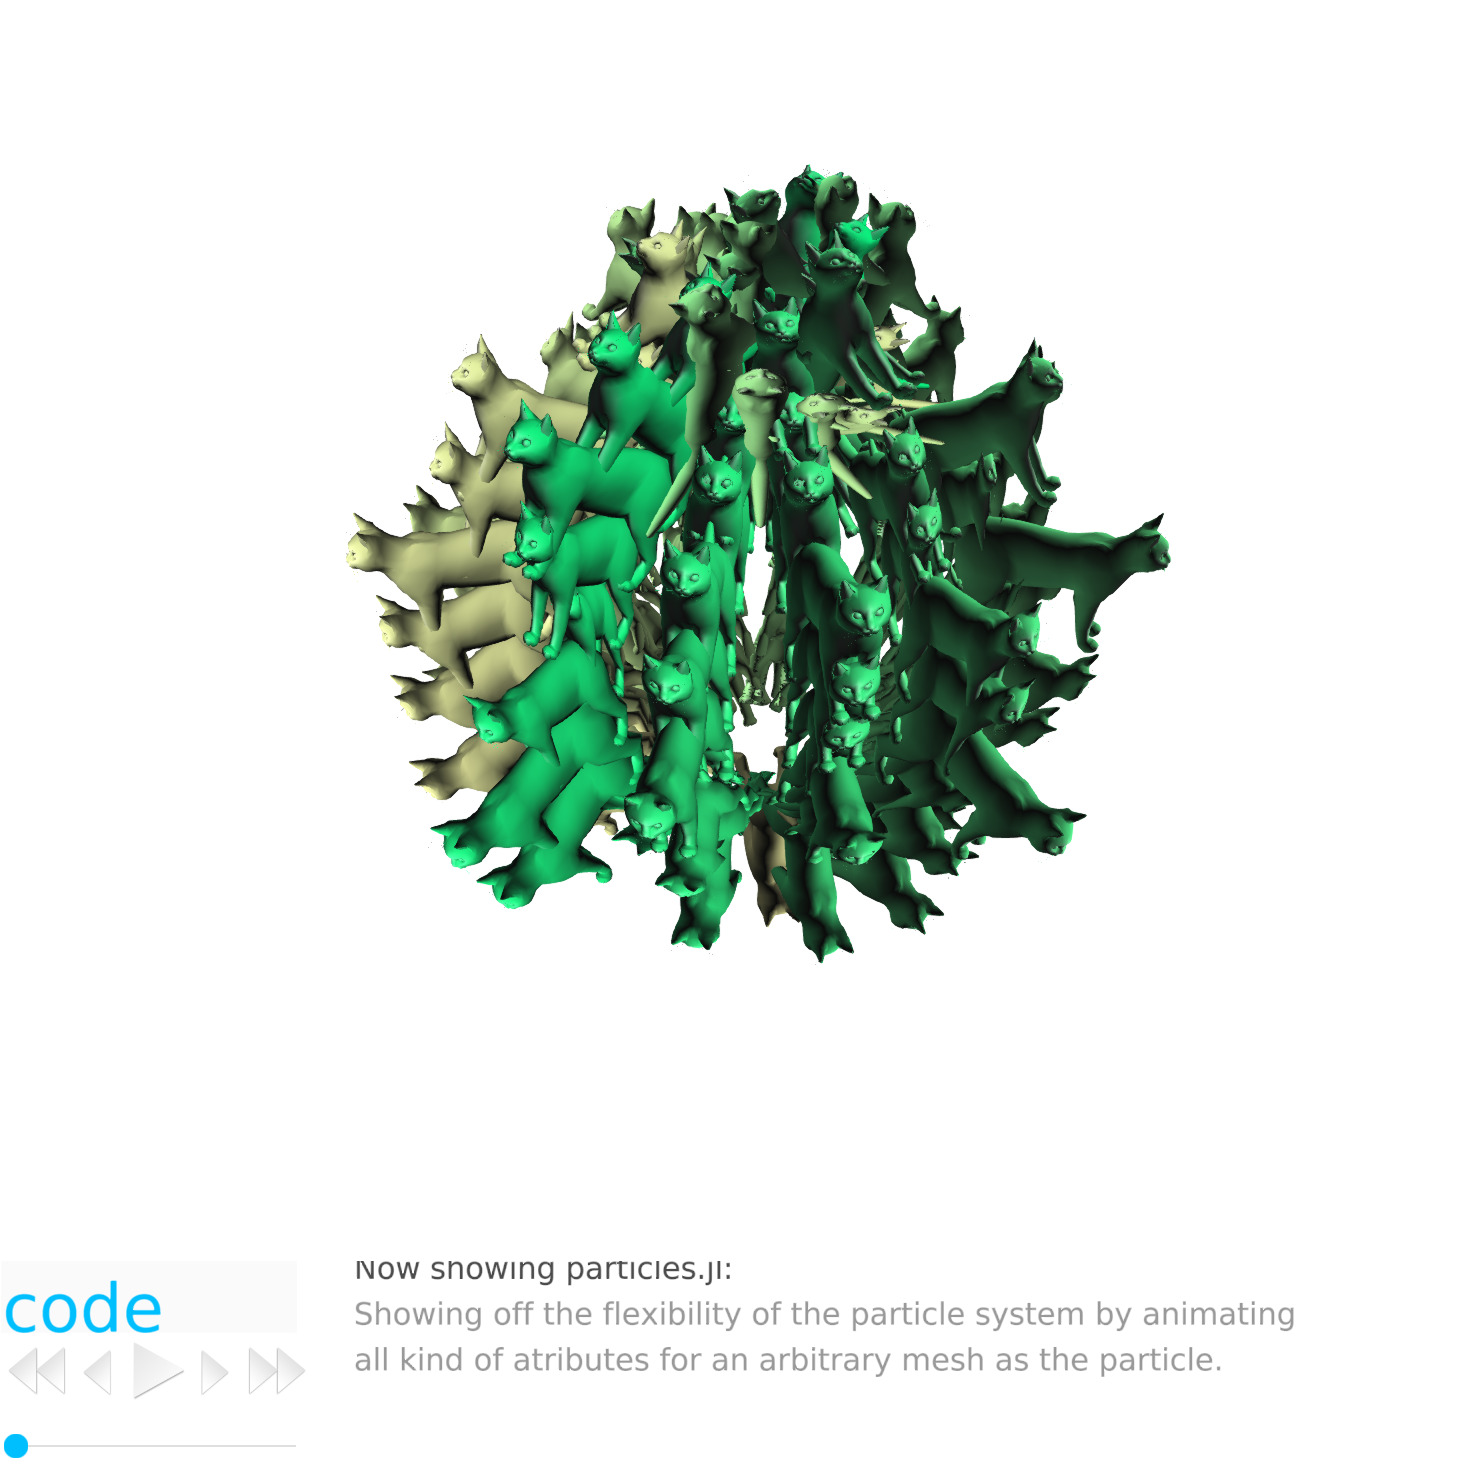 Now showing particles.jl:
code
Showing off the flexibility of the particle system by animating
all kind of atributes for an arbitrary mesh as the particle.